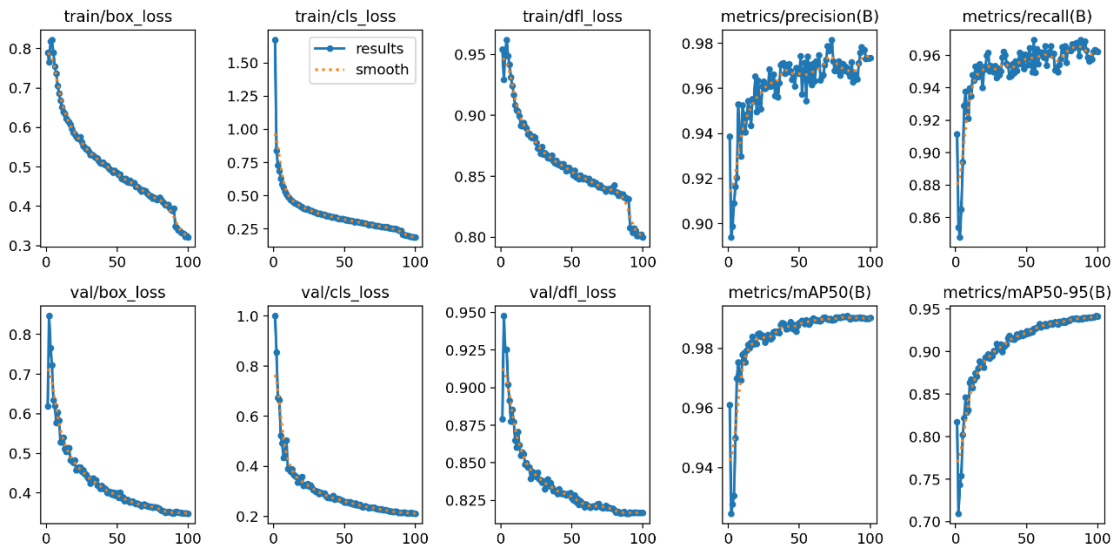 train/box_loss
train/cls_loss
train/dfl_loss
metrics/precision(B)
metrics/recall(B)
0.8
0.7
0.6
0.5
0.4
0.3
0 50 100
1.50
1.25
1.00
0.75
0.50
0.25
results
smooth
0 50 100
0.95
0.90
0.85
0.80
0 50 100
0.98
0.96
0.94
0.92
0.90
0 50 100
0.96
0.94
0.92
0.90
0.88
0.86
0 50 100
val/box_loss
val/cls_loss
val/dfl_loss
metrics/mAP50(B)
metrics/mAP50-95(B)
0.8
0.7
0.6
0.5
0.4
0 50 100
1.0
0.8
0.6
0.4
0.2
0 50 100
0.950
0.925
0.900
0.875
0.850
0.825
0 50 100
0.98
0.96
0.94
0 50 100
0.95
0.90
0.85
0.80
0.75
0.70
0 50 100